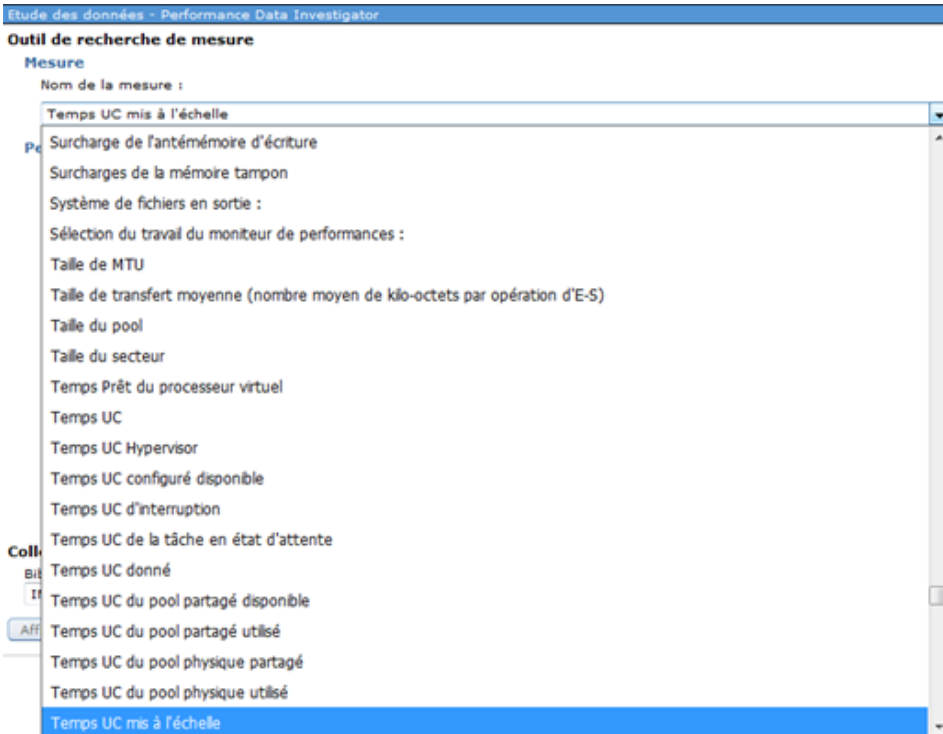 Etude des données - Performance Data Investigator
Outil de recherche de mesure
Mesure
Nom de la mesure :
Temps UC mis à l'échelle
Surcharge de l'antémémoire d'écriture
Surcharges de la mémoire tampon
Système de fichiers en sortie :
Sélection du travail du moniteur de performances :
Taille de MTU
Taille de transfert moyenne (nombre moyen de kilo-octets par opération d'E-S)
Taille du pool
Taille du secteur
Temps Prêt du processeur virtuel
Temps UC
Temps UC Hypervisor
Temps UC configuré disponible
Temps UC d'interruption
Temps UC de la tâche en état d'attente
Temps UC donné
Temps UC du pool partagé disponible
Temps UC du pool partagé utilisé
Temps UC du pool physique partagé
Temps UC du pool physique utilisé
Temps UC mis à l'échelle